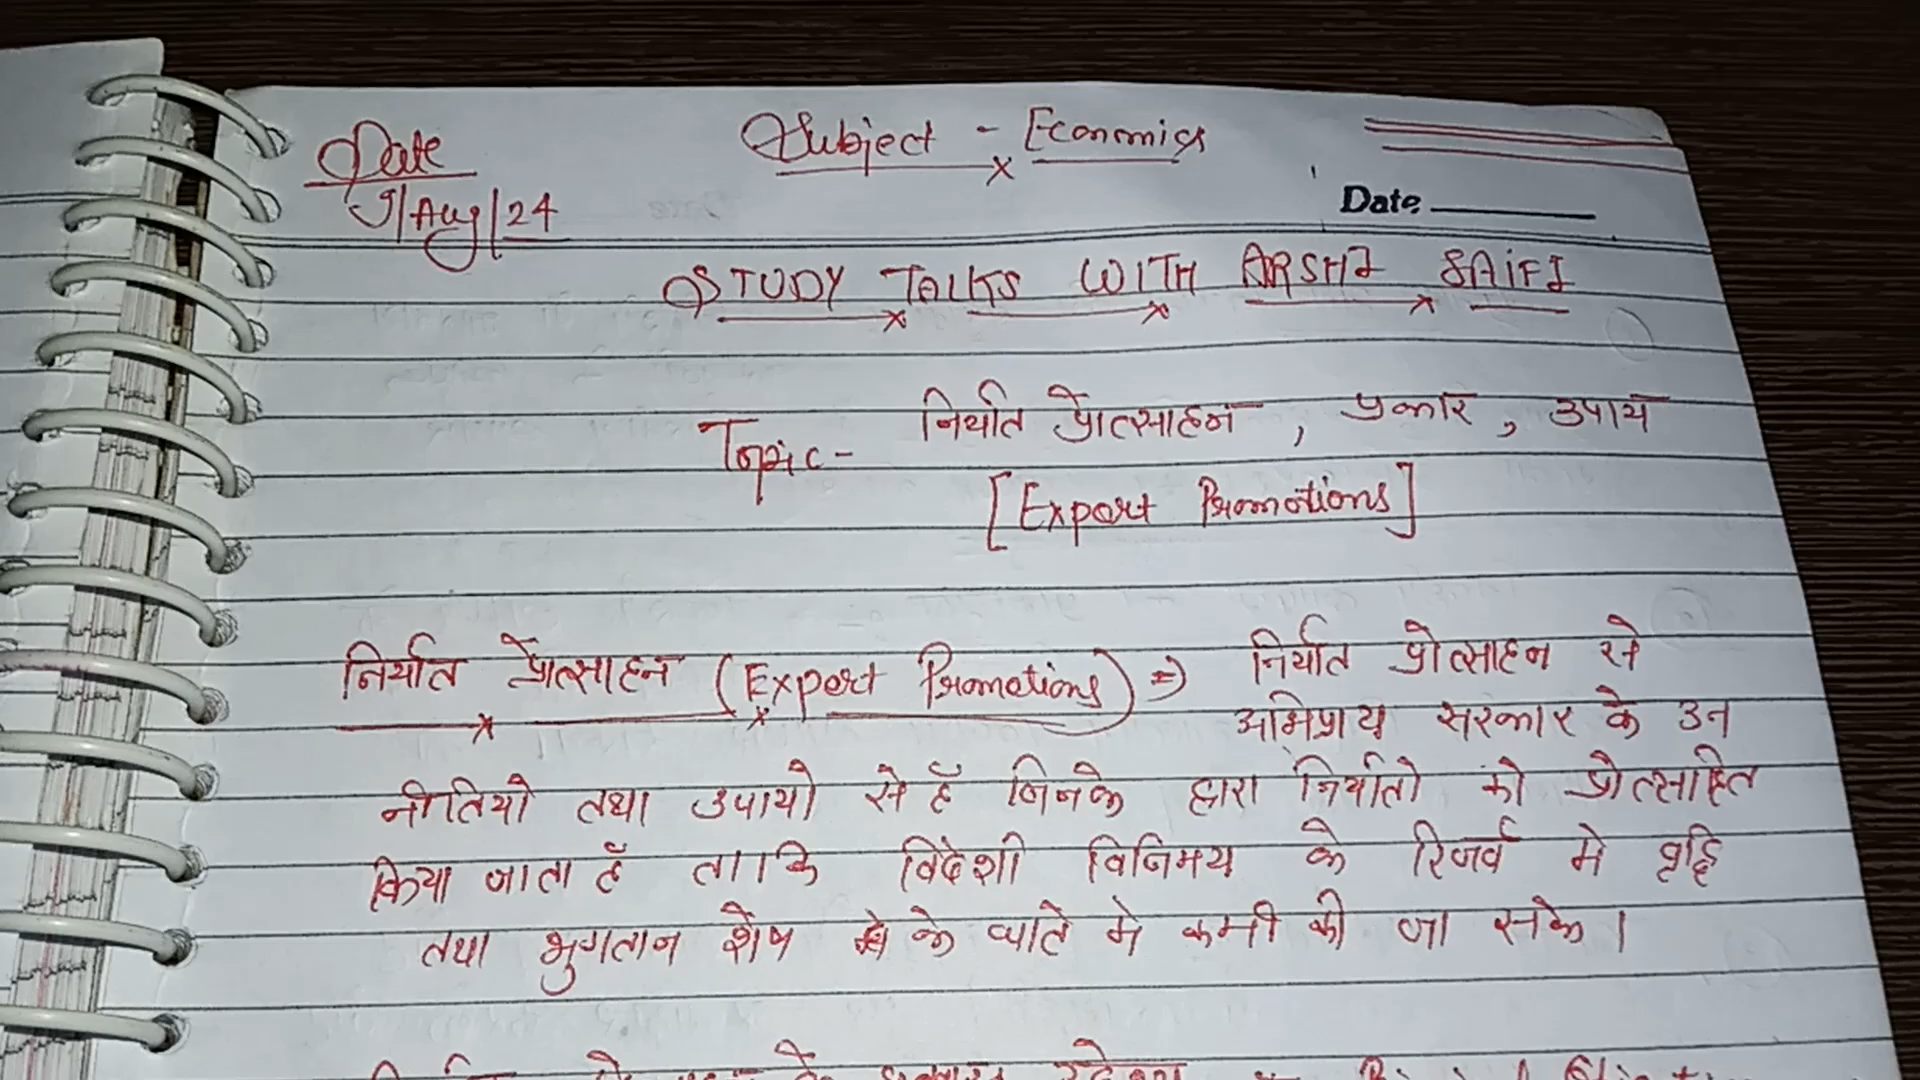 Date
9/Aug/24
Subject - Economics
Date
STUDY TALKS WITH ARSHI SAIFI
Topic - निर्यात प्रोत्साहन, प्रकार, उपाय
[Export Promotions]
निर्यात प्रोत्साहन (Export Promotions) ⇒ निर्यात प्रोत्साहन से
अभिप्राय सरकार के उन
नीतियो तथा उपायो से हैं जिनके द्वारा निर्यातो को प्रोत्साहित
किया जाता हैं ताकि विदेशी विनिमय के रिजर्व मे वृद्धि
तथा भुगतान शेष के घाटे मे कमी की जा सके।